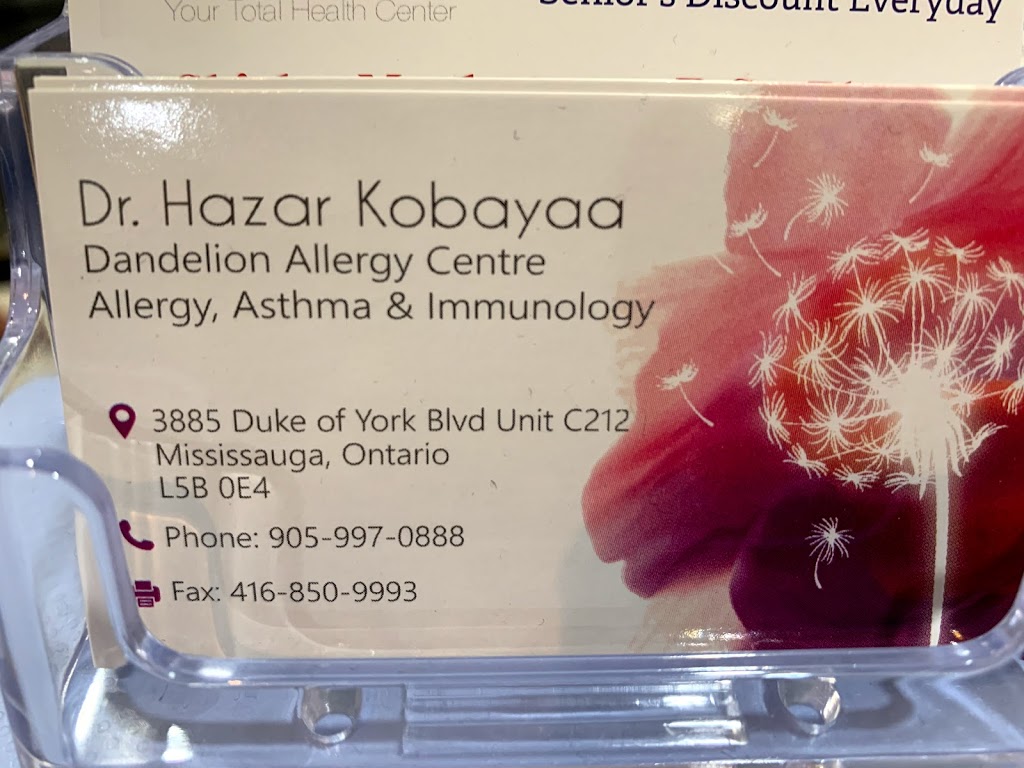 Your Total Health Center
Senior's Discount Everyday
Dr. Hazar Kobayaa
Dandelion Allergy Centre
Allergy, Asthma & Immunology
3885 Duke of York Blvd Unit C212
Mississauga, Ontario
L5B 0E4
Phone: 905-997-0888
Fax: 416-850-9993